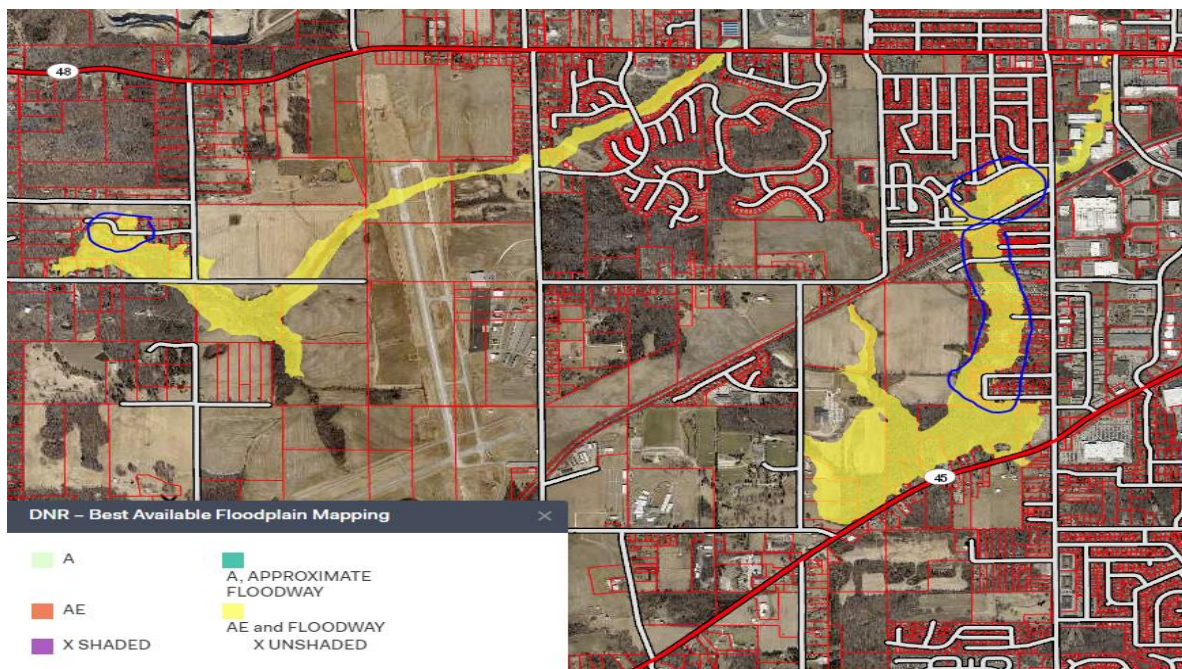 48
45
DNR – Best Available Floodplain Mapping ×
A
A, APPROXIMATE
FLOODWAY
AE
AE and FLOODWAY
X SHADED
X UNSHADED